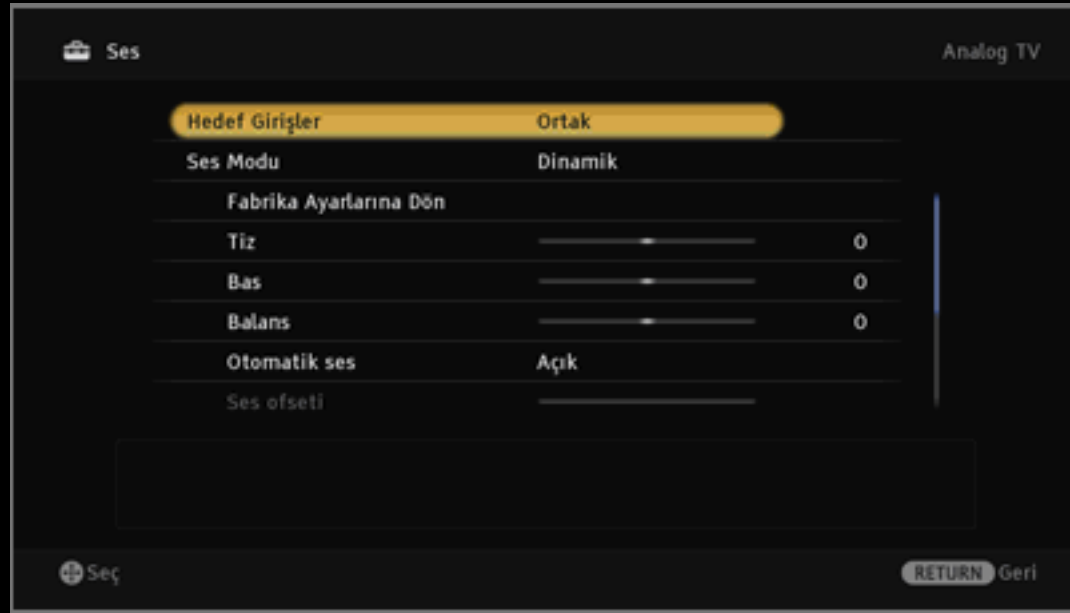 Ses
Analog TV
Hedef Girişler Ortak
Ses Modu Dinamik
Fabrika Ayarlarına Dön
Tiz 0
Bas 0
Balans 0
Otomatik ses Açık
Ses ofseti
Seç
RETURN Geri